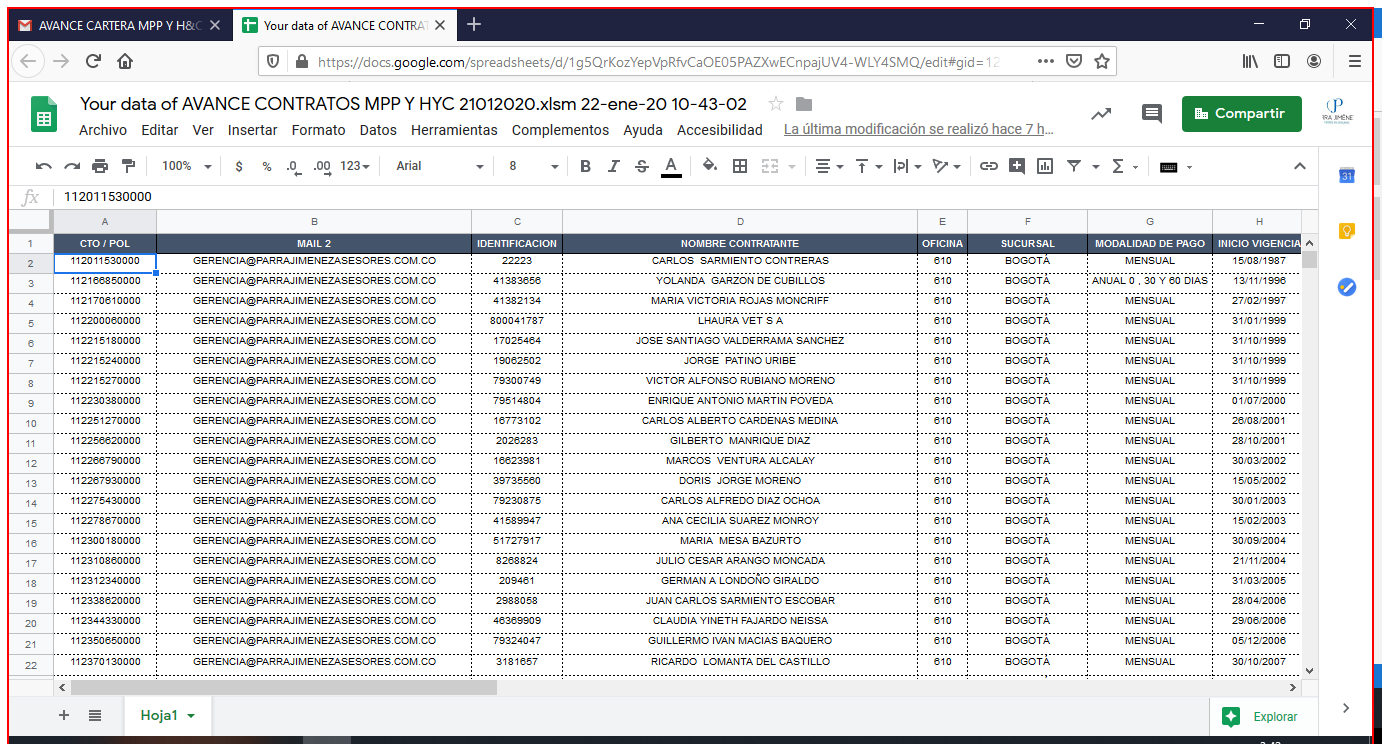 AVANCE CARTERA MPP Y H&C
Your data of AVANCE CONTRAT
https://docs.google.com/spreadsheets/d/1g5QrKozYepVpRfvCaOE05PAZXwECnpajUV4-WLY4SMQ/edit#gid=12
Your data of AVANCE CONTRATOS MPP Y HYC 21012020.xlsm 22-ene-20 10-43-02
Archivo Editar Ver Insertar Formato Datos Herramientas Complementos Ayuda Accesibilidad La última modificación se realizó hace 7 h…
Compartir
100% $ % .0 .00 123 Arial 8 B I S A
31
fx 112011530000
A B C D E F G H
1 CTO / POL MAIL 2 IDENTIFICACION NOMBRE CONTRATANTE OFICINA SUCURSAL MODALIDAD DE PAGO INICIO VIGENCIA
2 112011530000 GERENCIA@PARRAJIMENEZASESORES.COM.CO 22223 CARLOS SARMIENTO CONTRERAS 610 BOGOTÁ MENSUAL 15/08/1987
3 112166850000 GERENCIA@PARRAJIMENEZASESORES.COM.CO 41383656 YOLANDA GARZON DE CUBILLOS 610 BOGOTÁ ANUAL 0 , 30 Y 60 DIAS 13/11/1996
4 112170610000 GERENCIA@PARRAJIMENEZASESORES.COM.CO 41382134 MARIA VICTORIA ROJAS MONCRIFF 610 BOGOTÁ MENSUAL 27/02/1997
5 112200060000 GERENCIA@PARRAJIMENEZASESORES.COM.CO 800041787 LHAURA VET S A 610 BOGOTÁ MENSUAL 31/01/1999
6 112215180000 GERENCIA@PARRAJIMENEZASESORES.COM.CO 17025464 JOSE SANTIAGO VALDERRAMA SANCHEZ 610 BOGOTÁ MENSUAL 31/10/1999
7 112215240000 GERENCIA@PARRAJIMENEZASESORES.COM.CO 19062502 JORGE PATINO URIBE 610 BOGOTÁ MENSUAL 31/10/1999
8 112215270000 GERENCIA@PARRAJIMENEZASESORES.COM.CO 79300749 VICTOR ALFONSO RUBIANO MORENO 610 BOGOTÁ MENSUAL 31/10/1999
9 112230380000 GERENCIA@PARRAJIMENEZASESORES.COM.CO 79514804 ENRIQUE ANTONIO MARTIN POVEDA 610 BOGOTÁ MENSUAL 01/07/2000
10 112251270000 GERENCIA@PARRAJIMENEZASESORES.COM.CO 16773102 CARLOS ALBERTO CARDENAS MEDINA 610 BOGOTÁ MENSUAL 26/08/2001
11 112256620000 GERENCIA@PARRAJIMENEZASESORES.COM.CO 2026283 GILBERTO MANRIQUE DIAZ 610 BOGOTÁ MENSUAL 28/10/2001
12 112266790000 GERENCIA@PARRAJIMENEZASESORES.COM.CO 16623981 MARCOS VENTURA ALCALAY 610 BOGOTÁ MENSUAL 30/03/2002
13 112267930000 GERENCIA@PARRAJIMENEZASESORES.COM.CO 39735560 DORIS JORGE MORENO 610 BOGOTÁ MENSUAL 15/05/2002
14 112275430000 GERENCIA@PARRAJIMENEZASESORES.COM.CO 79230875 CARLOS ALFREDO DIAZ OCHOA 610 BOGOTÁ MENSUAL 30/01/2003
15 112278670000 GERENCIA@PARRAJIMENEZASESORES.COM.CO 41589947 ANA CECILIA SUAREZ MONROY 610 BOGOTÁ MENSUAL 15/02/2003
16 112300180000 GERENCIA@PARRAJIMENEZASESORES.COM.CO 51727917 MARIA MESA BAZURTO 610 BOGOTÁ MENSUAL 30/09/2004
17 112310860000 GERENCIA@PARRAJIMENEZASESORES.COM.CO 8268824 JULIO CESAR ARANGO MONCADA 610 BOGOTÁ MENSUAL 21/11/2004
18 112312340000 GERENCIA@PARRAJIMENEZASESORES.COM.CO 209461 GERMAN A LONDOÑO GIRALDO 610 BOGOTÁ MENSUAL 31/03/2005
19 112338620000 GERENCIA@PARRAJIMENEZASESORES.COM.CO 2988058 JUAN CARLOS SARMIENTO ESCOBAR 610 BOGOTÁ MENSUAL 28/04/2006
20 112344330000 GERENCIA@PARRAJIMENEZASESORES.COM.CO 46369909 CLAUDIA YINETH FAJARDO NEISSA 610 BOGOTÁ MENSUAL 29/06/2006
21 112350650000 GERENCIA@PARRAJIMENEZASESORES.COM.CO 79324047 GUILLERMO IVAN MACIAS BAQUERO 610 BOGOTÁ MENSUAL 05/12/2006
22 112370130000 GERENCIA@PARRAJIMENEZASESORES.COM.CO 3181657 RICARDO LOMANTA DEL CASTILLO 610 BOGOTÁ MENSUAL 30/10/2007
Hoja1
Explorar